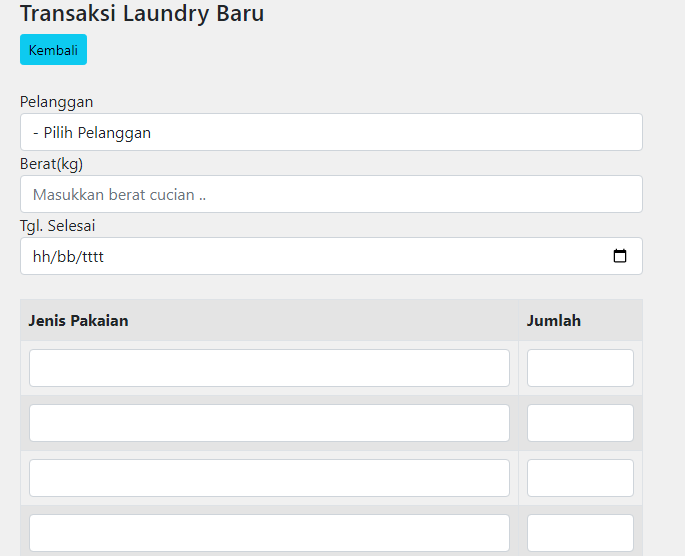 Transaksi Laundry Baru
Kembali
Pelanggan
- Pilih Pelanggan
Berat(kg)
Masukkan berat cucian ..
Tgl. Selesai
hh/bb/tttt
Jenis Pakaian Jumlah